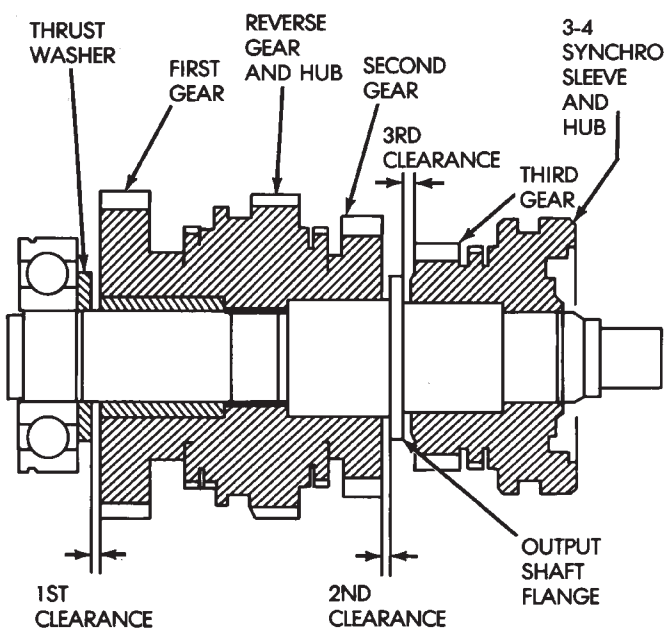 THRUST
WASHER
FIRST
GEAR
REVERSE
GEAR
AND HUB
SECOND
GEAR
3-4
SYNCHRO
SLEEVE
AND
HUB
3RD
CLEARANCE
THIRD
GEAR
1ST
CLEARANCE
2ND
CLEARANCE
OUTPUT
SHAFT
FLANGE